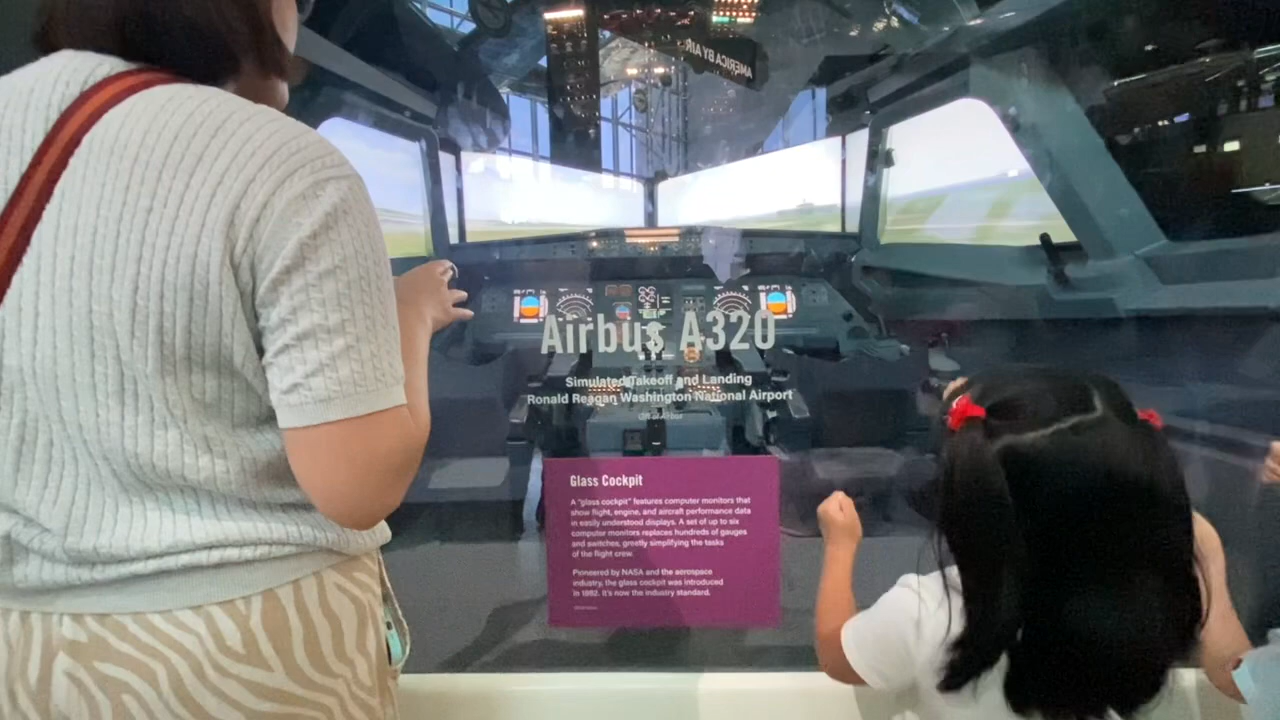 AMERICA BY AIR
Airbus A320
Simulated Takeoff and Landing
Ronald Reagan Washington National Airport
Gift of Airbus
Glass Cockpit
A "glass cockpit" features computer monitors that
show flight, engine, and aircraft performance data
in easily understood displays. A set of up to six
computer monitors replaces hundreds of gauges
and switches, greatly simplifying the tasks
of the flight crew.
Pioneered by NASA and the aerospace
industry, the glass cockpit was introduced
in 1982. It's now the industry standard.